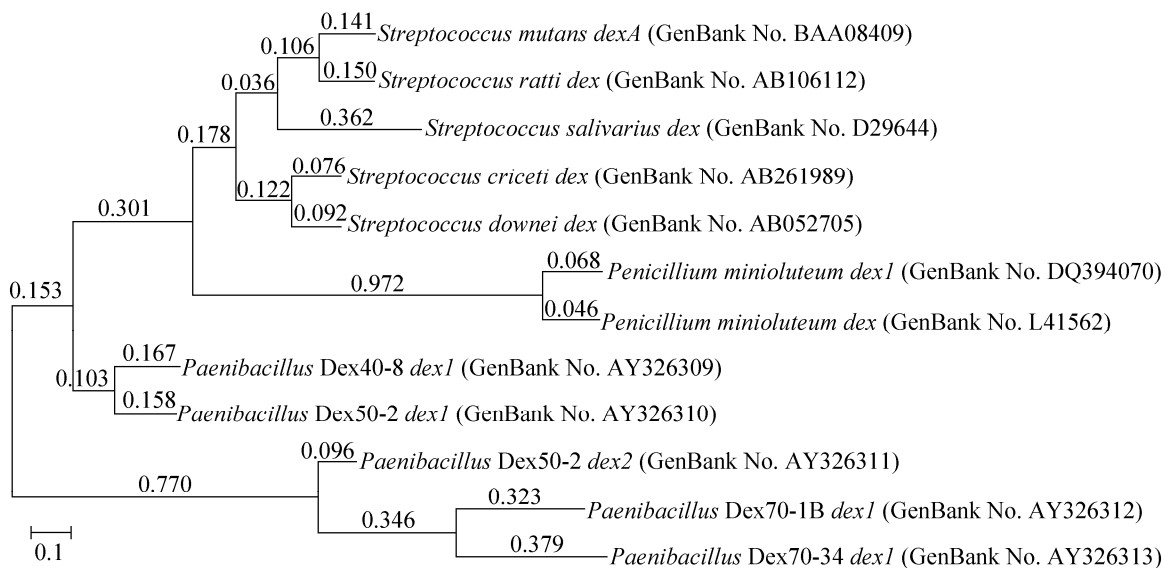 0.141
Streptococcus mutans dexA (GenBank No. BAA08409)
0.106
0.150
Streptococcus ratti dex (GenBank No. AB106112)
0.036
0.362
Streptococcus salivarius dex (GenBank No. D29644)
0.178
0.076
Streptococcus criceti dex (GenBank No. AB261989)
0.122
0.092
Streptococcus downei dex (GenBank No. AB052705)
0.301
0.068
Penicillium minioluteum dex1 (GenBank No. DQ394070)
0.972
0.046
Penicillium minioluteum dex (GenBank No. L41562)
0.153
0.167
Paenibacillus Dex40-8 dex1 (GenBank No. AY326309)
0.103
0.158
Paenibacillus Dex50-2 dex1 (GenBank No. AY326310)
0.096
Paenibacillus Dex50-2 dex2 (GenBank No. AY326311)
0.770
0.323
Paenibacillus Dex70-1B dex1 (GenBank No. AY326312)
0.346
0.379
Paenibacillus Dex70-34 dex1 (GenBank No. AY326313)
0.1